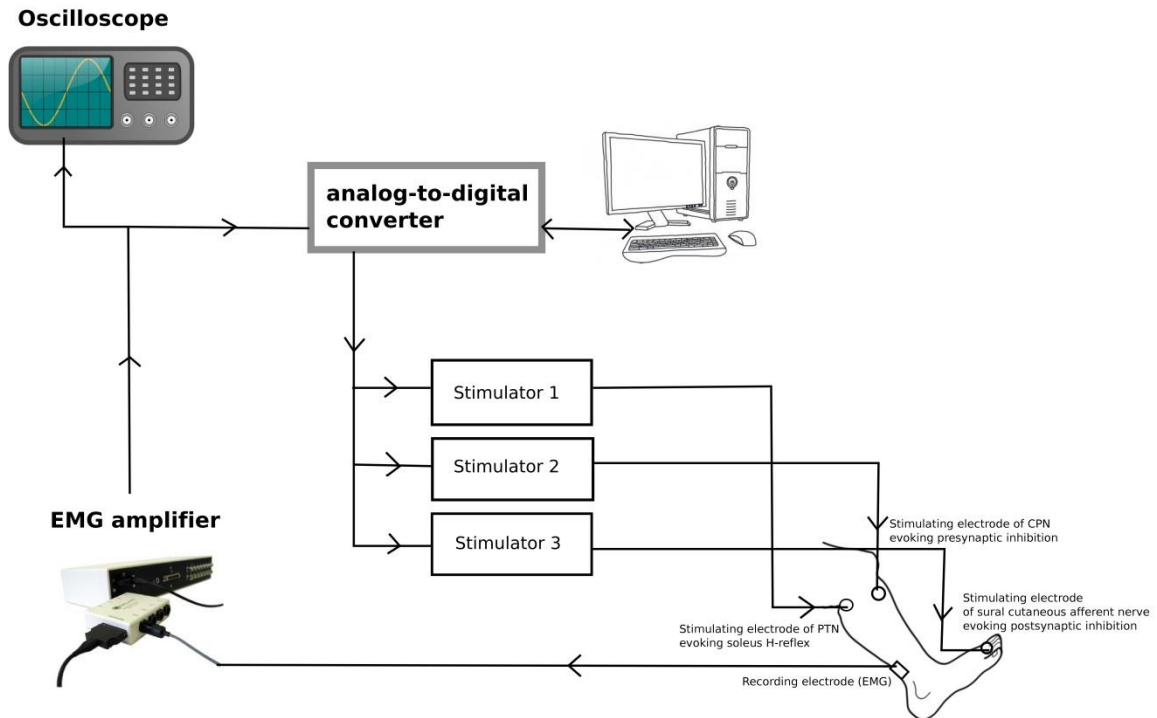 Oscilloscope
analog-to-digital
converter
Stimulator 1
Stimulator 2
Stimulator 3
EMG amplifier
Stimulating electrode of CPN
evoking presynaptic inhibition
Stimulating electrode
of sural cutaneous afferent nerve
evoking postsynaptic inhibition
Stimulating electrode of PTN
evoking soleus H-reflex
Recording electrode (EMG)